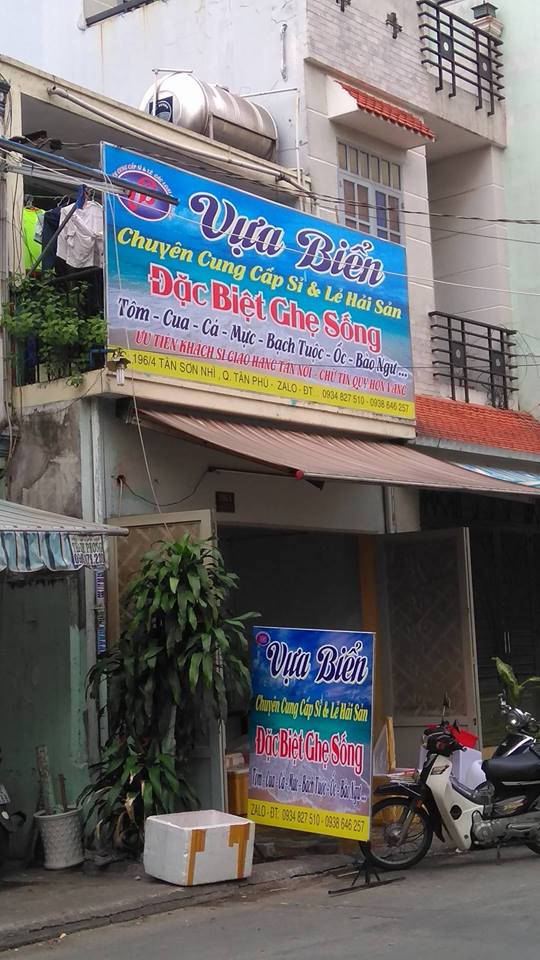 Vựa Biển
Chuyên Cung Cấp Sỉ & Lẻ Hải Sản
Đặc Biệt Ghẹ Sống
Tôm - Cua - Cá - Mực - Bạch Tuộc - Ốc - Bào Ngư ...
ƯU TIÊN KHÁCH SỈ GIAO HÀNG TẬN NƠI - CHỮ TÍN QUÝ HƠN VÀNG
196/4 TÂN SƠN NHÌ , Q. TÂN PHÚ - ZALO - ĐT : 0934 827 510 - 0938 646 257
Vựa Biển
Chuyên Cung Cấp Sỉ & Lẻ Hải Sản
Đặc Biệt Ghẹ Sống
Tôm - Cua - Cá - Mực - Bạch Tuộc - Ốc - Bào Ngư ...
ZALO - ĐT: 0934 827 510 - 0938 646 257